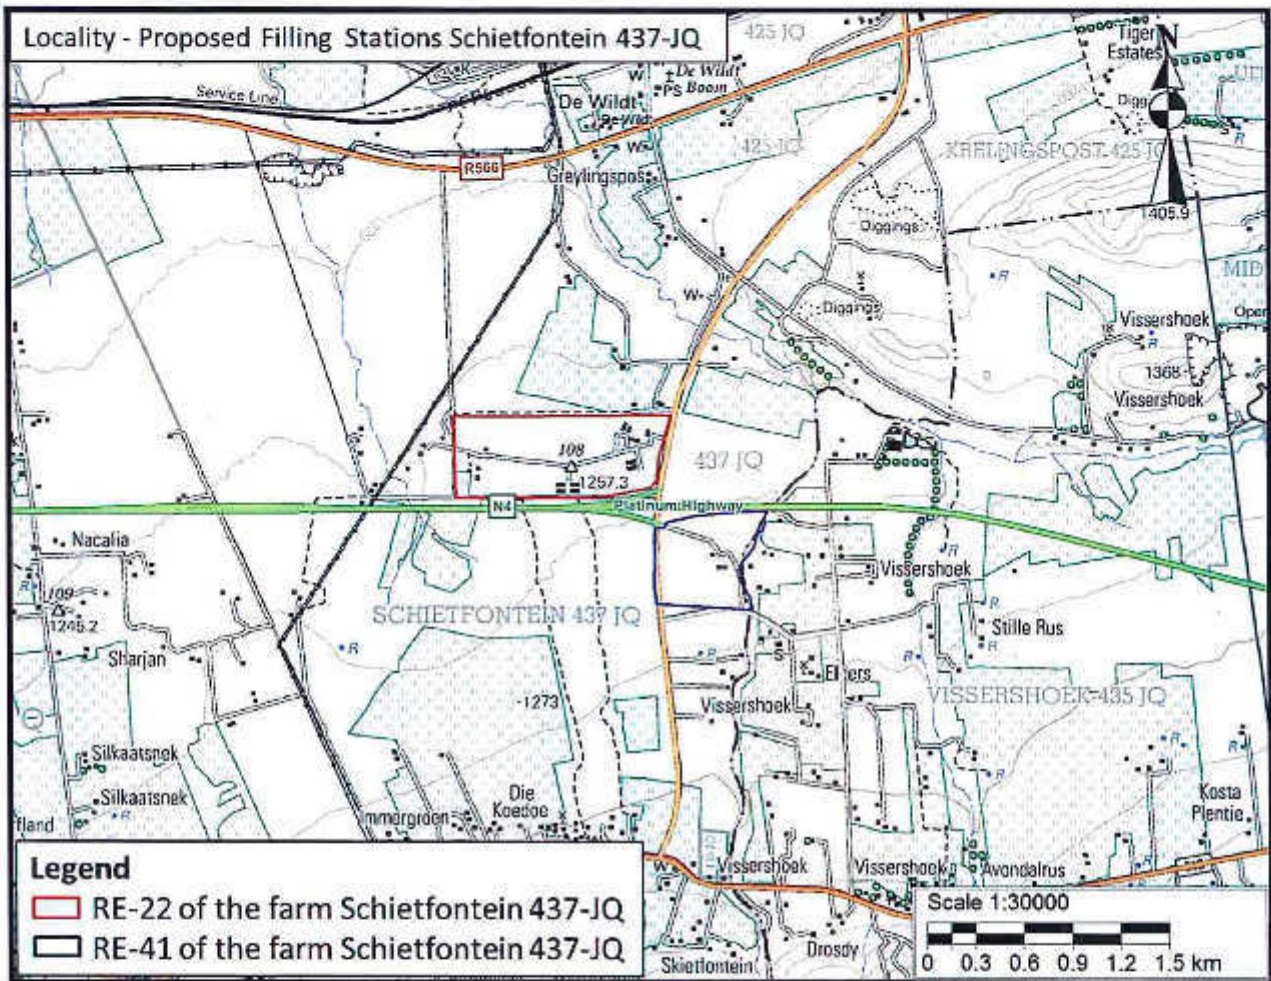 Locality - Proposed Filling Stations Schietfontein 437-JQ
425 JQ
Tiger
Estates
N
De Wildt
PS Boom
Service Line
De Wildt
W
425 JQ
KRELINGSPOST 425 JQ
R566
Greylingspos
1405.9
Diggings
MID
R
W
Diggings
Vissershoek
R
1368
Vissershoek
108
1257.3
437 JQ
N4
Platinum Highway
Nacalia
R
Vissershoek
R
109
1245.2
SCHIETFONTEIN 437 JQ
R
R
Stille Rus
Sharjan
R
R
R
R
Elmers
VISSERSHOEK 435 JQ
1273
Vissershoek
Silkaatsnek
R
R
R
Silkaatsnek
R
Die
Koedoe
Kosta
Plentie
Immergroen
W
Vissershoek
Vissershoek
Avondalrus
R
Legend
RE-22 of the farm Schietfontein 437-JQ
RE-41 of the farm Schietfontein 437-JQ
Skietfontein
Drosdy
Scale 1:30000
0 0.3 0.6 0.9 1.2 1.5 km